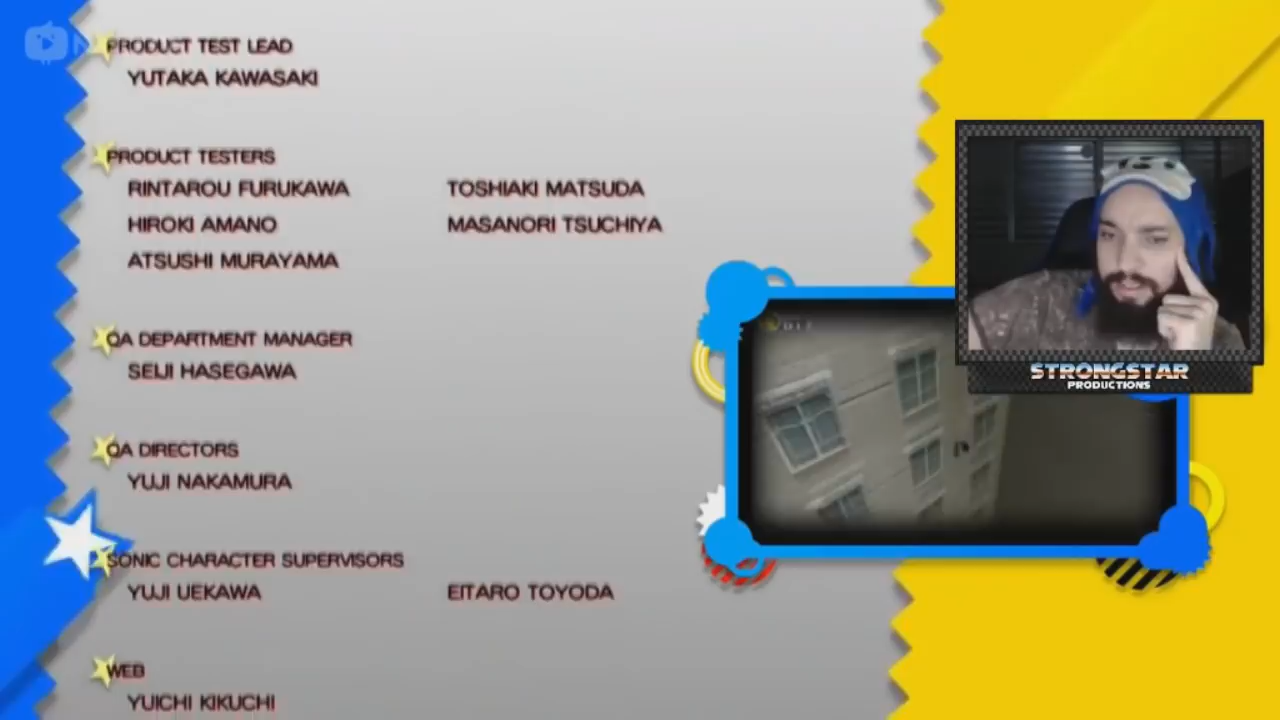 PRODUCT TEST LEAD
YUTAKA KAWASAKI
PRODUCT TESTERS
RINTAROU FURUKAWA TOSHIAKI MATSUDA
HIROKI AMANO MASANORI TSUCHIYA
ATSUSHI MURAYAMA
QA DEPARTMENT MANAGER
SEIJI HASEGAWA
QA DIRECTORS
YUJI NAKAMURA
SONIC CHARACTER SUPERVISORS
YUJI UEKAWA EITARO TOYODA
WEB
YUICHI KIKUCHI
STRONGSTAR
PRODUCTIONS